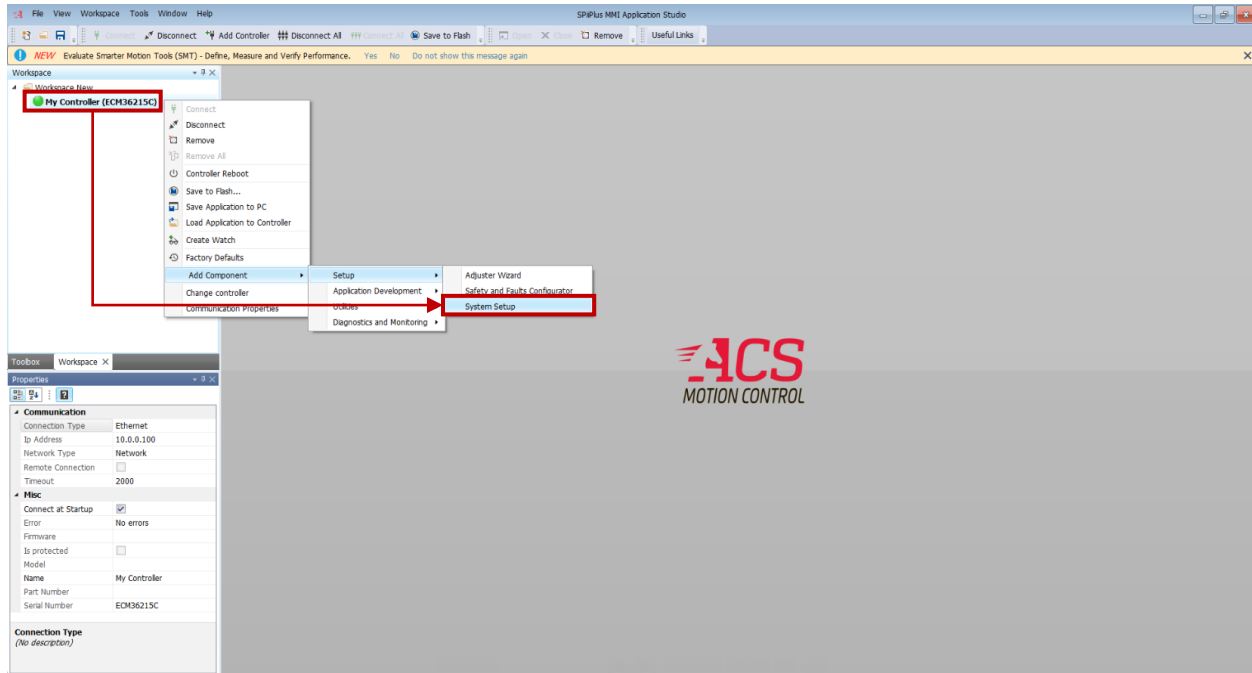 File View Workspace Tools Window Help
SPiiPlus MMI Application Studio
Connect Disconnect Add Controller Disconnect All Connect All Save to Flash Open Close Remove Useful Links
NEW Evaluate Smarter Motion Tools (SMT) - Define, Measure and Verify Performance. Yes No Do not show this message again
Workspace
Workspace New
My Controller (ECM36215C)
Connect
Disconnect
Remove
Remove All
Controller Reboot
Save to Flash...
Save Application to PC
Load Application to Controller
Create Watch
Factory Defaults
Add Component
Change controller
Communication Properties
Setup
Application Development
Utilities
Diagnostics and Monitoring
Adjuster Wizard
Safety and Faults Configurator
System Setup
ACS
MOTION CONTROL
Toolbox Workspace
Properties
Communication
Connection Type Ethernet
Ip Address 10.0.0.100
Network Type Network
Remote Connection
Timeout 2000
Misc
Connect at Startup
Error No errors
Firmware
Is protected
Model
Name My Controller
Part Number
Serial Number ECM36215C
Connection Type
(No description)